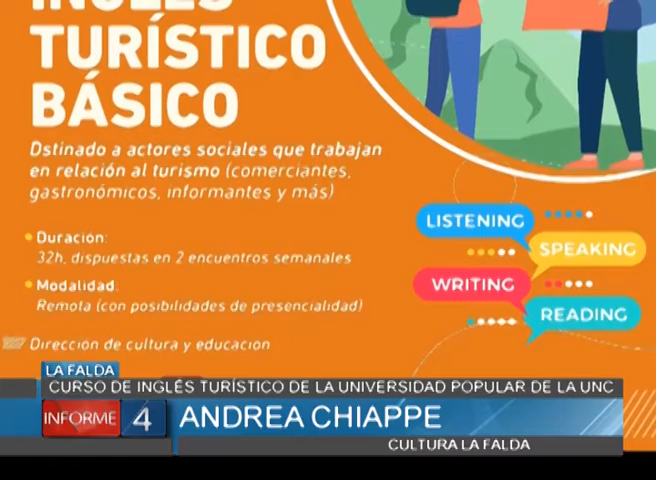 INGLÉS
TURÍSTICO
BÁSICO
Dstinado a actores sociales que trabajan
en relación al turismo (comerciantes,
gastronómicos, informantes y más)
Duración:
32h, dispuestas en 2 encuentros semanales
Modalidad:
Remota (con posibilidades de presencialidad)
Dirección de cultura y educación
LISTENING
SPEAKING
WRITING
READING
LA FALDA
CURSO DE INGLÉS TURÍSTICO DE LA UNIVERSIDAD POPULAR DE LA UNC
INFORME 4 ANDREA CHIAPPE
CULTURA LA FALDA